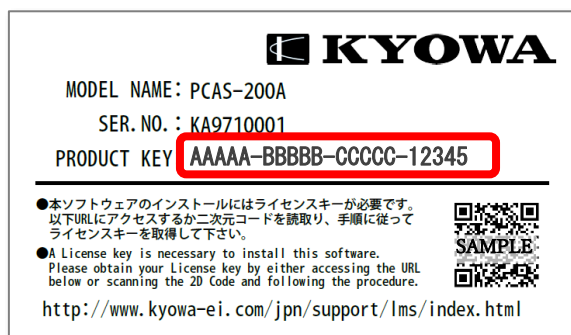 KYOWA
MODEL NAME: PCAS-200A
SER.NO.: KA9710001
PRODUCT KEY AAAAA-BBBBB-CCCCC-12345
●本ソフトウェアのインストールにはライセンスキーが必要です。
以下URLにアクセスするか二次元コードを読取り、手順に従って
ライセンスキーを取得して下さい。
●A License key is necessary to install this software.
Please obtain your License key by either accessing the URL
below or scanning the 2D Code and following the procedure.
SAMPLE
http://www.kyowa-ei.com/jpn/support/lms/index.html